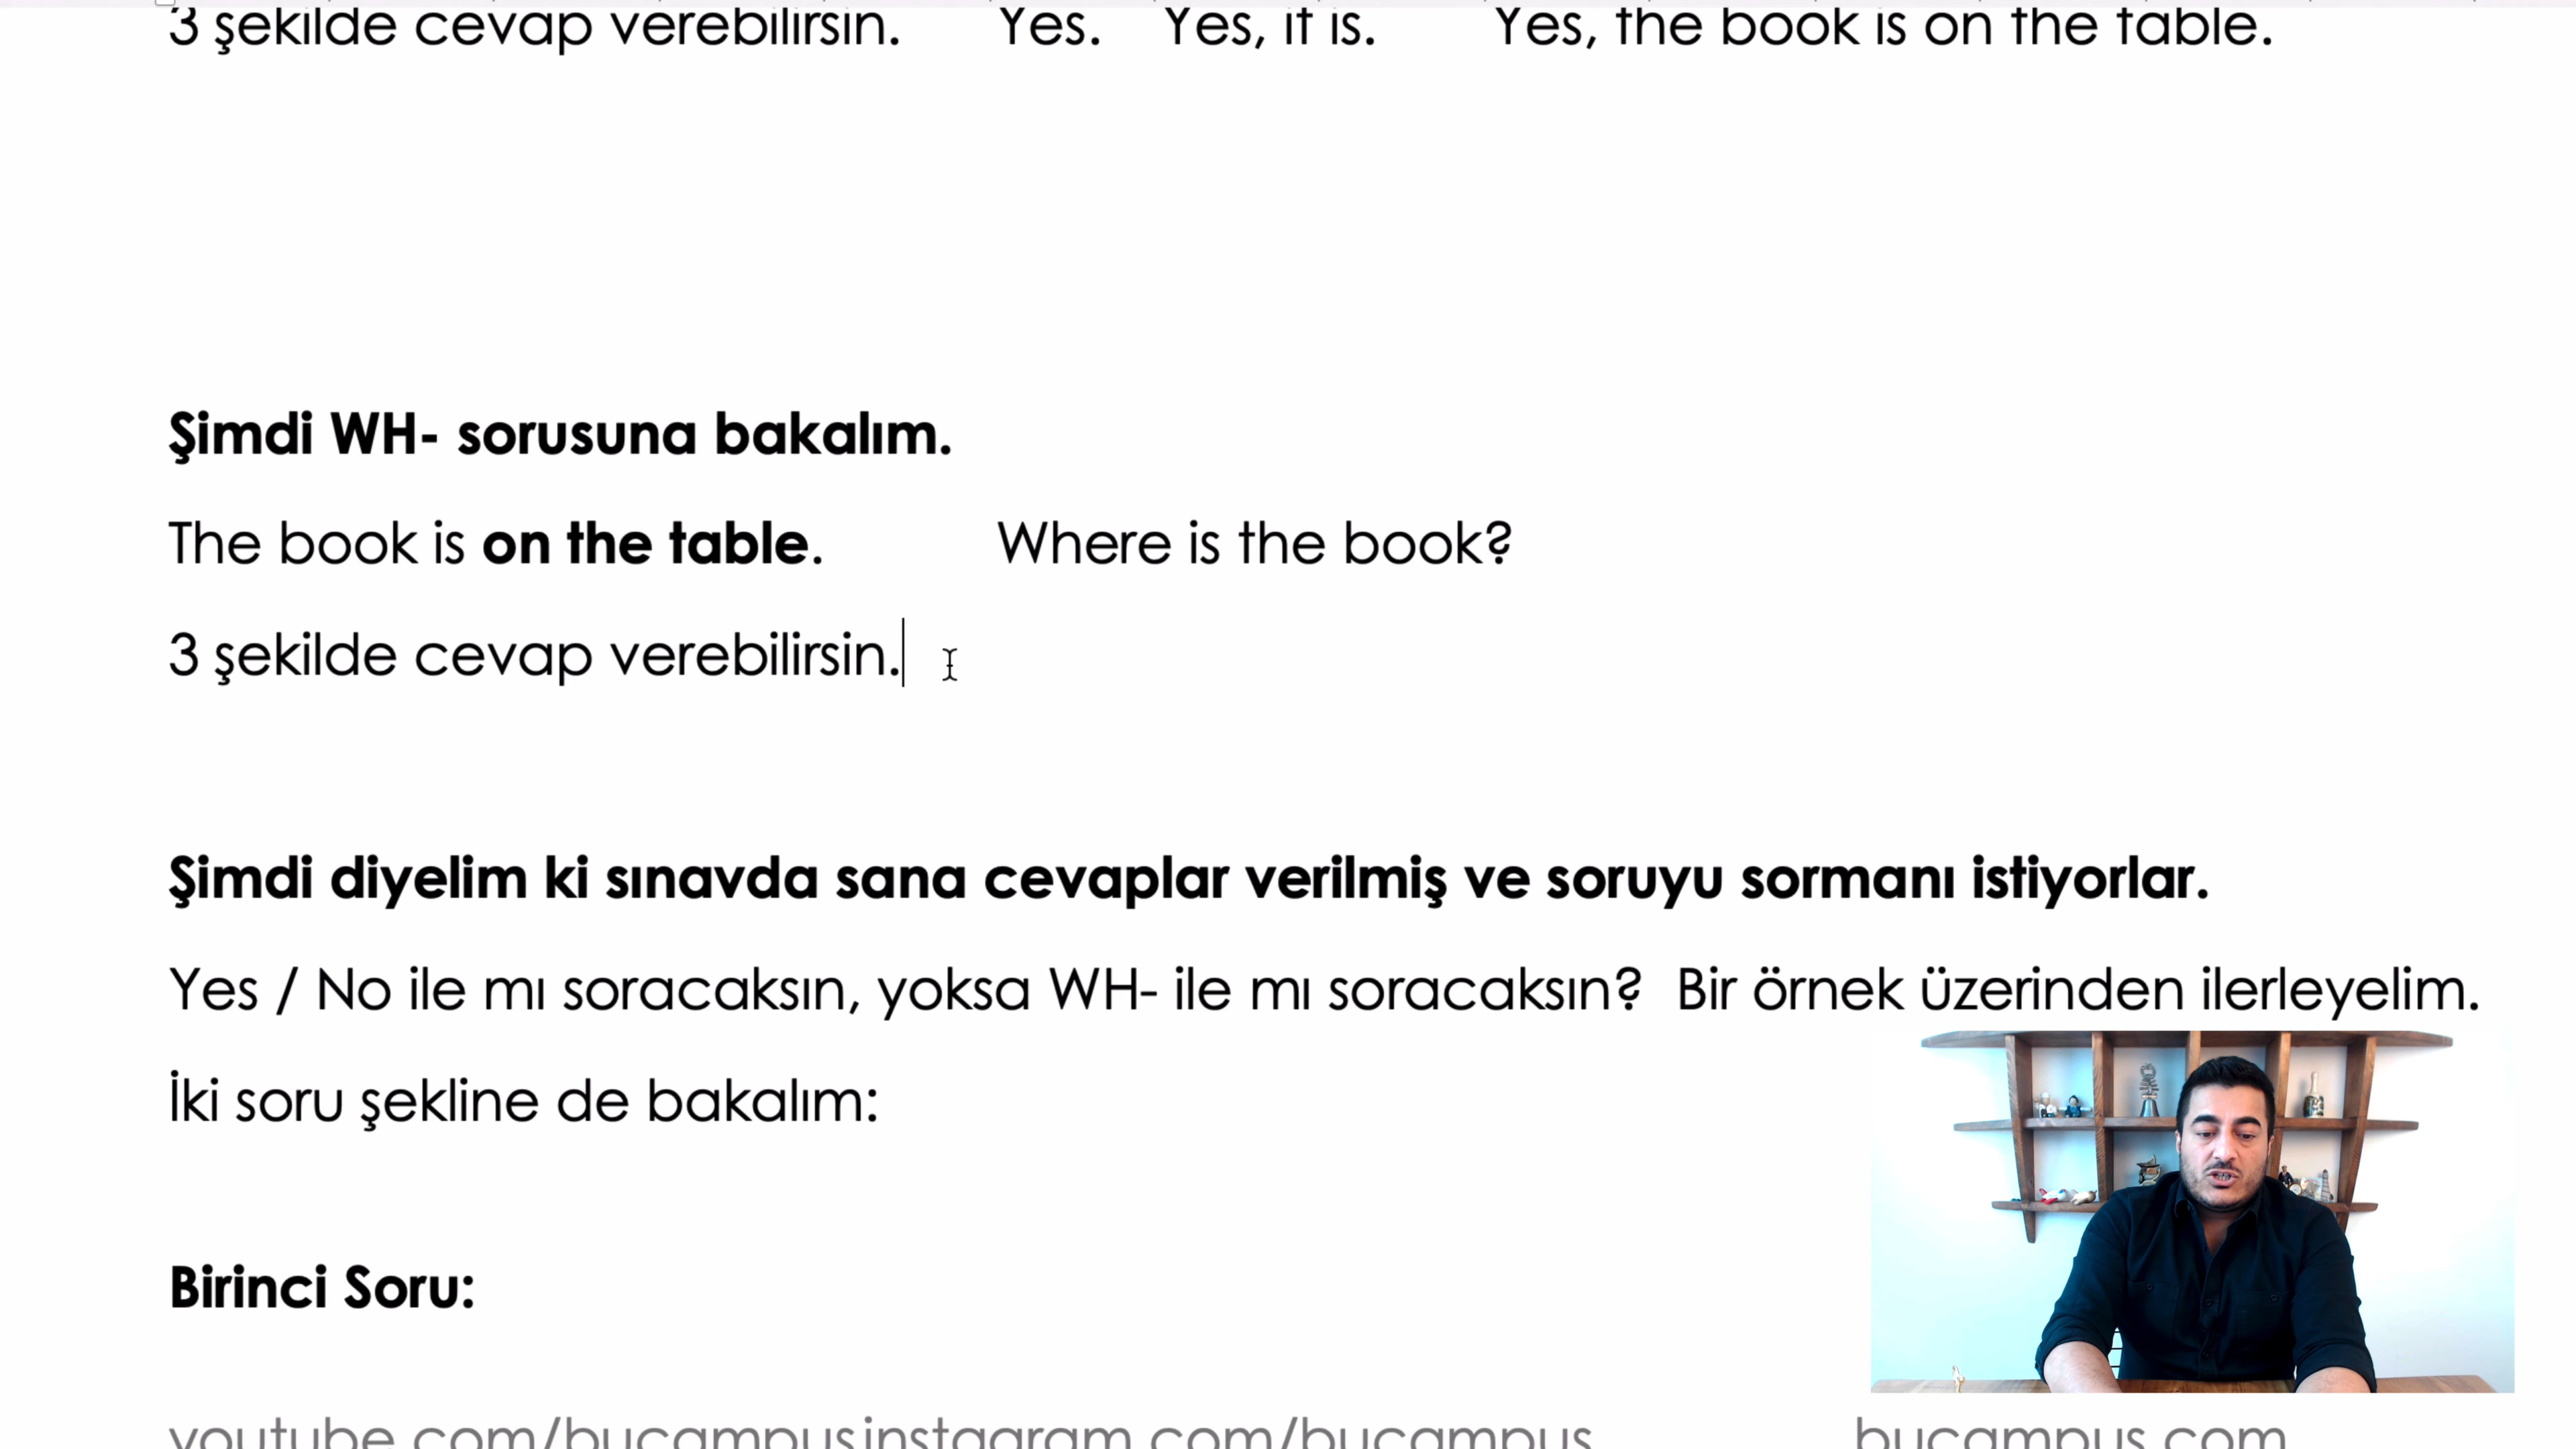 3 şekilde cevap verebilirsin. Yes. Yes, it is. Yes, the book is on the table.
Şimdi WH- sorusuna bakalım.
The book is on the table. Where is the book?
3 şekilde cevap verebilirsin.
Şimdi diyelim ki sınavda sana cevaplar verilmiş ve soruyu sormanı istiyorlar.
Yes / No ile mı soracaksın, yoksa WH- ile mı soracaksın? Bir örnek üzerinden ilerleyelim.
İki soru şekline de bakalım:
Birinci Soru:
youtube.com/bucampus instagram.com/bucampus bucampus.com